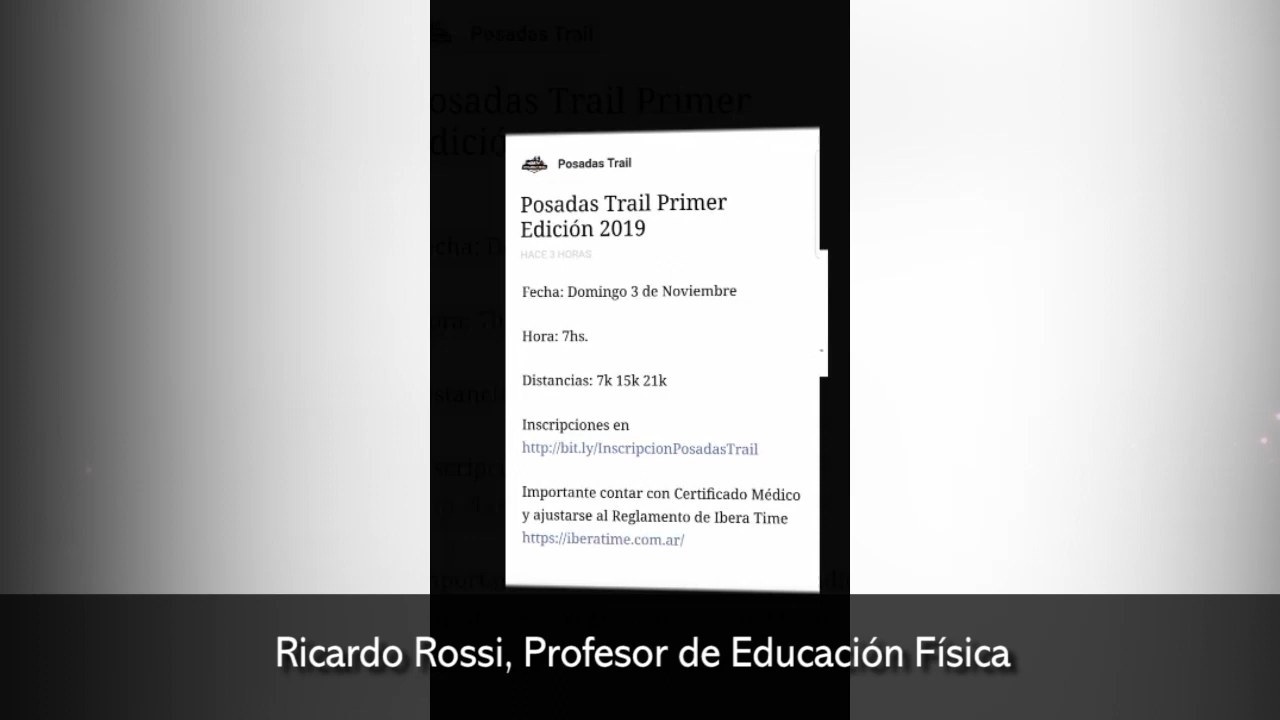 Posadas Trail
Posadas Trail Primer
Edición 2019
HACE 3 HORAS
Fecha: Domingo 3 de Noviembre
Hora: 7hs.
Distancias: 7k 15k 21k
Inscripciones en
http://bit.ly/InscripcionPosadasTrail
Importante contar con Certificado Médico
y ajustarse al Reglamento de Ibera Time
https://iberatime.com.ar/
Ricardo Rossi, Profesor de Educación Física